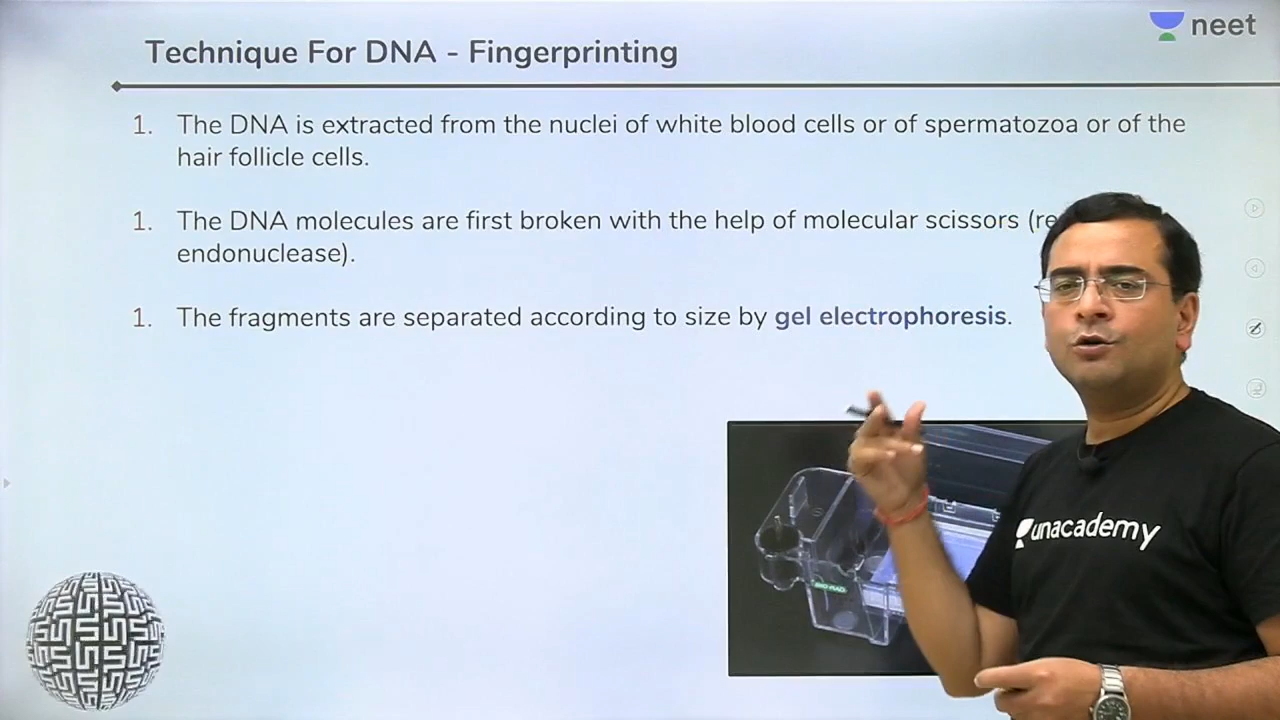 neet
Technique For DNA - Fingerprinting
1. The DNA is extracted from the nuclei of white blood cells or of spermatozoa or of the
hair follicle cells.
1. The DNA molecules are first broken with the help of molecular scissors (re
endonuclease).
1. The fragments are separated according to size by gel electrophoresis.
BIO-RAD
unacademy